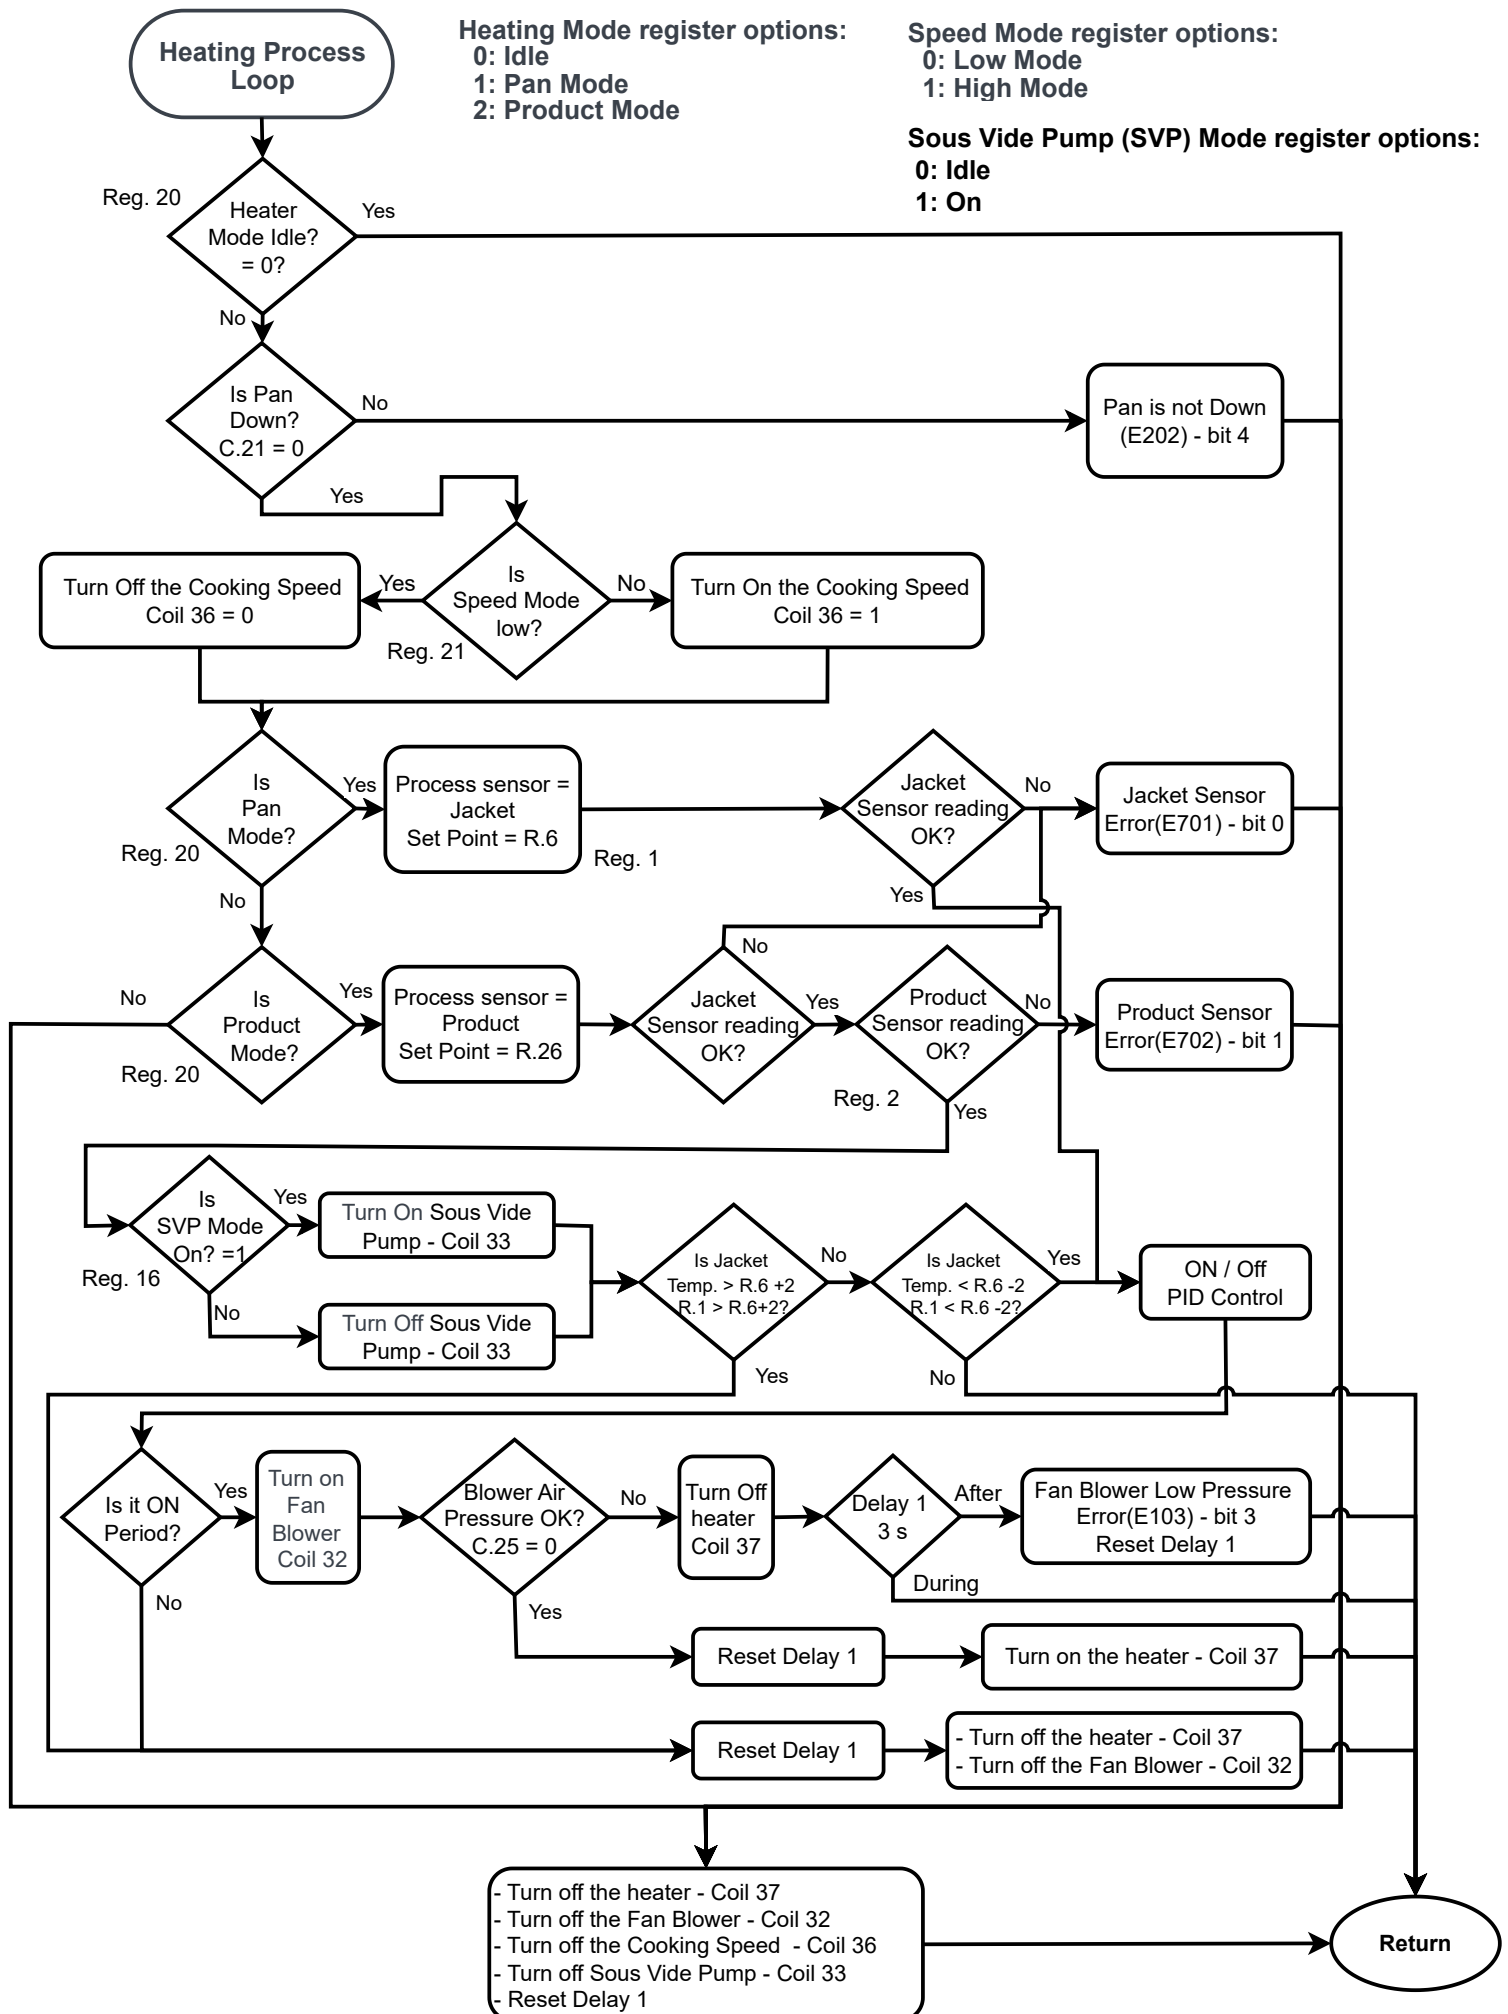 Heating Process
Loop
Heating Mode register options:
0: Idle
1: Pan Mode
2: Product Mode
Speed Mode register options:
0: Low Mode
1: High Mode
Sous Vide Pump (SVP) Mode register options:
0: Idle
1: On
Reg. 20
Heater
Mode Idle?
= 0?
Yes
No
Is Pan
Down?
C.21 = 0
No
Pan is not Down
(E202) - bit 4
Yes
Turn Off the Cooking Speed
Coil 36 = 0
Yes
Is
Speed Mode
low?
Reg. 21
No
Turn On the Cooking Speed
Coil 36 = 1
Is
Pan
Mode?
Reg. 20
Yes
Process sensor =
Jacket
Set Point = R.6
Reg. 1
Jacket
Sensor reading
OK?
No
Jacket Sensor
Error(E701) - bit 0
No
Yes
No
Is
Product
Mode?
Reg. 20
Yes
Process sensor =
Product
Set Point = R.26
No
Jacket
Sensor reading
OK?
Yes
Product
Sensor reading
OK?
Reg. 2
No
Product Sensor
Error(E702) - bit 1
Yes
Is
SVP Mode
On? =1
Reg. 16
Yes
Turn On Sous Vide
Pump - Coil 33
No
Turn Off Sous Vide
Pump - Coil 33
Is Jacket
Temp. > R.6 +2
R.1 > R.6+2?
No
Is Jacket
Temp. < R.6 -2
R.1 < R.6 -2?
Yes
ON / Off
PID Control
Yes
No
Is it ON
Period?
Yes
Turn on
Fan
Blower
Coil 32
Blower Air
Pressure OK?
C.25 = 0
No
Turn Off
heater
Coil 37
Delay 1
3 s
After
Fan Blower Low Pressure
Error(E103) - bit 3
Reset Delay 1
During
No
Yes
Reset Delay 1
Turn on the heater - Coil 37
Reset Delay 1
- Turn off the heater - Coil 37
- Turn off the Fan Blower - Coil 32
- Turn off the heater - Coil 37
- Turn off the Fan Blower - Coil 32
- Turn off the Cooking Speed - Coil 36
- Turn off Sous Vide Pump - Coil 33
- Reset Delay 1
Return